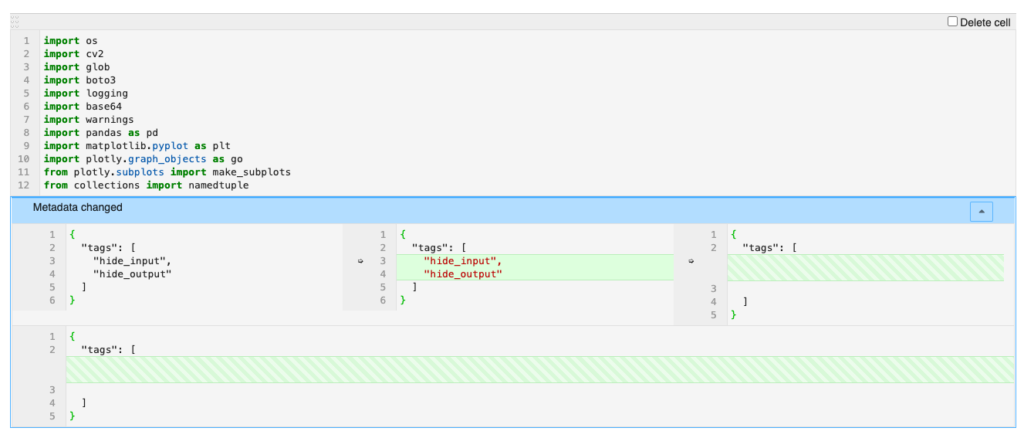 Delete cell
1 import os
2 import cv2
3 import glob
4 import boto3
5 import logging
6 import base64
7 import warnings
8 import pandas as pd
9 import matplotlib.pyplot as plt
10 import plotly.graph_objects as go
11 from plotly.subplots import make_subplots
12 from collections import namedtuple
Metadata changed
1 {
2 "tags": [
3 "hide_input",
4 "hide_output"
5 ]
6 }
1 {
2 "tags": [
3 "hide_input",
4 "hide_output"
5 ]
6 }
1 {
2 "tags": [
3
4 ]
5 }
1 {
2 "tags": [
3
4 ]
5 }